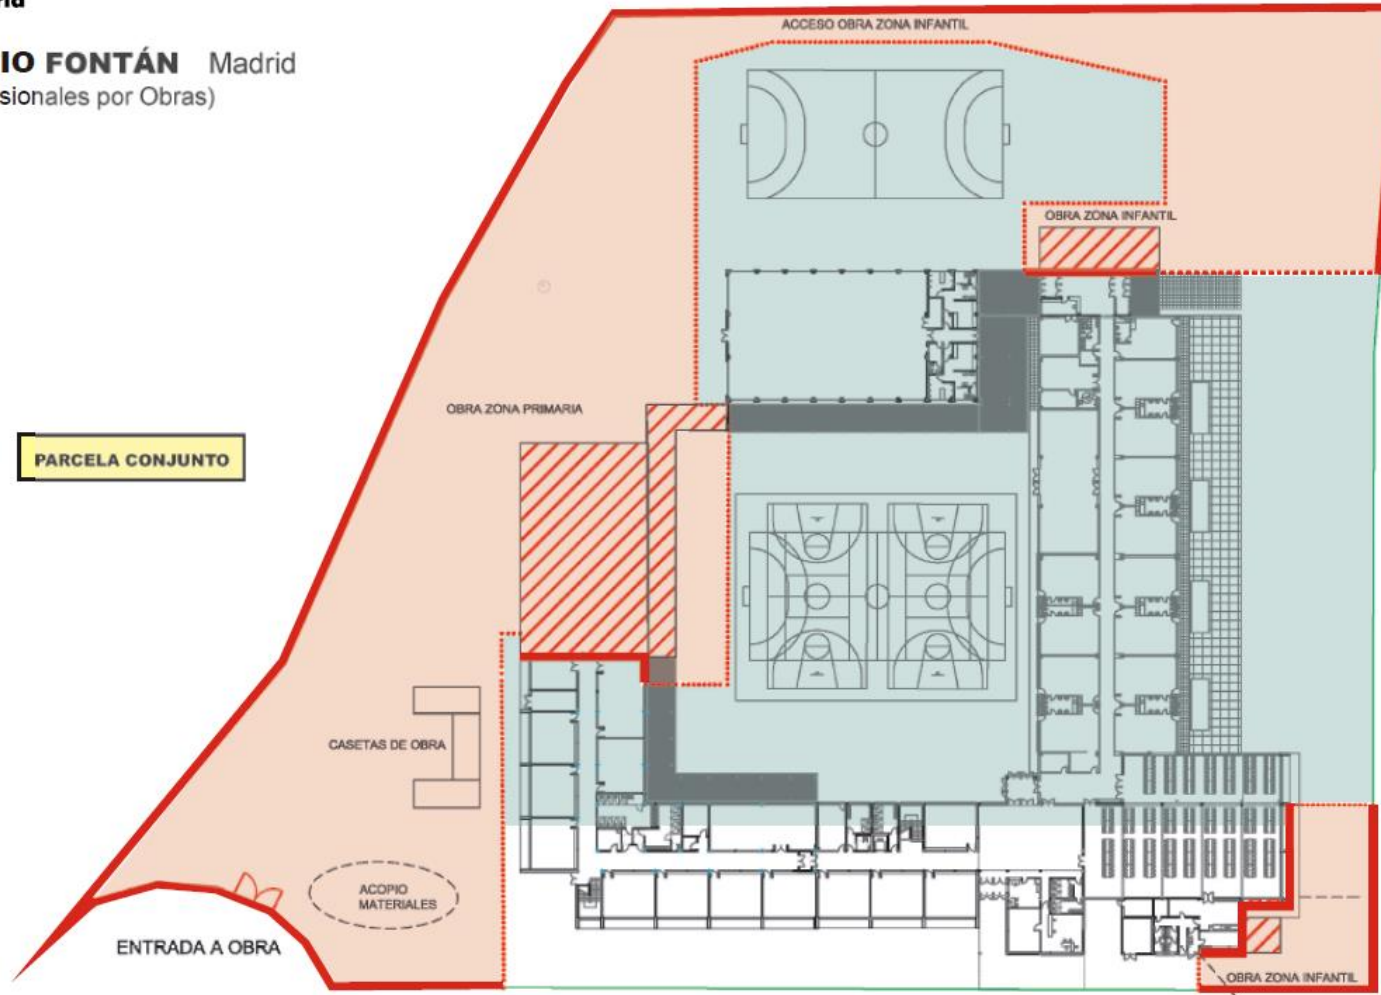 IO FONTÁN Madrid
sionales por Obras)
ACCESO OBRA ZONA INFANTIL
OBRA ZONA INFANTIL
OBRA ZONA PRIMARIA
PARCELA CONJUNTO
CASETAS DE OBRA
ACOPIO
MATERIALES
ENTRADA A OBRA
OBRA ZONA INFANTIL